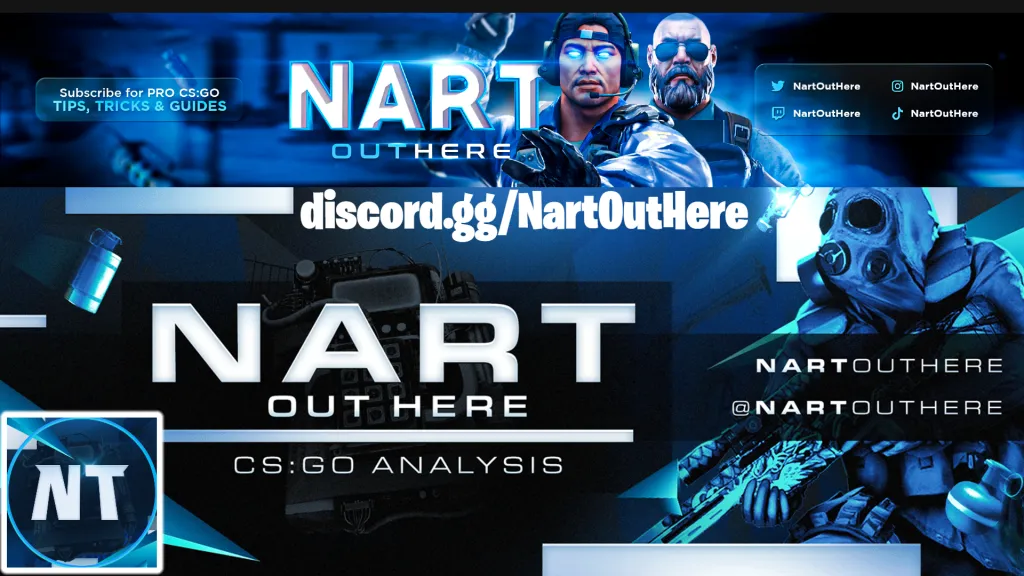 Subscribe for PRO CS:GO
TIPS, TRICKS & GUIDES
NART
OUTHERE
NartOutHere
NartOutHere
NartOutHere
NartOutHere
discord.gg/NartOutHere
NART
OUT HERE
CS:GO ANALYSIS
NARTOUTHERE
@NARTOUTHERE
NT